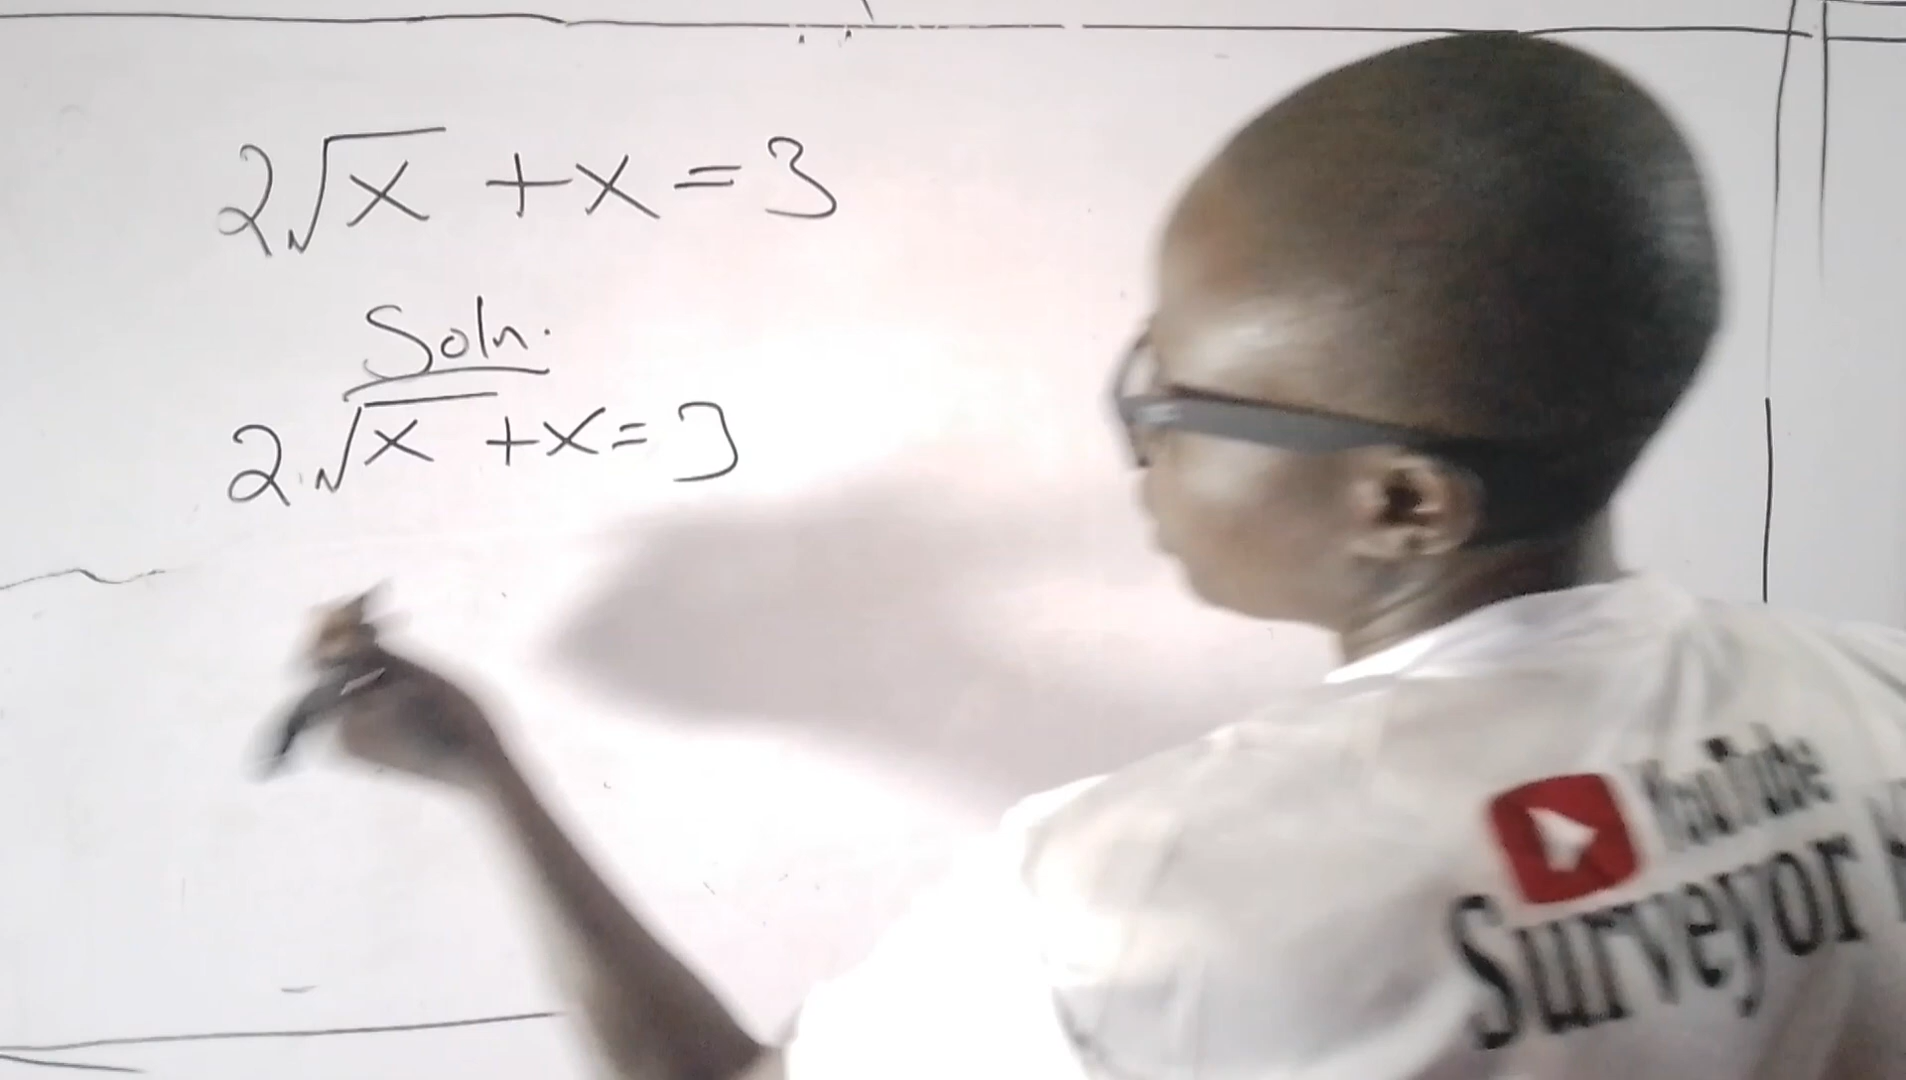 2√x + x = 3
Soln.
2√x + x = 3
YouTube
Surveyor